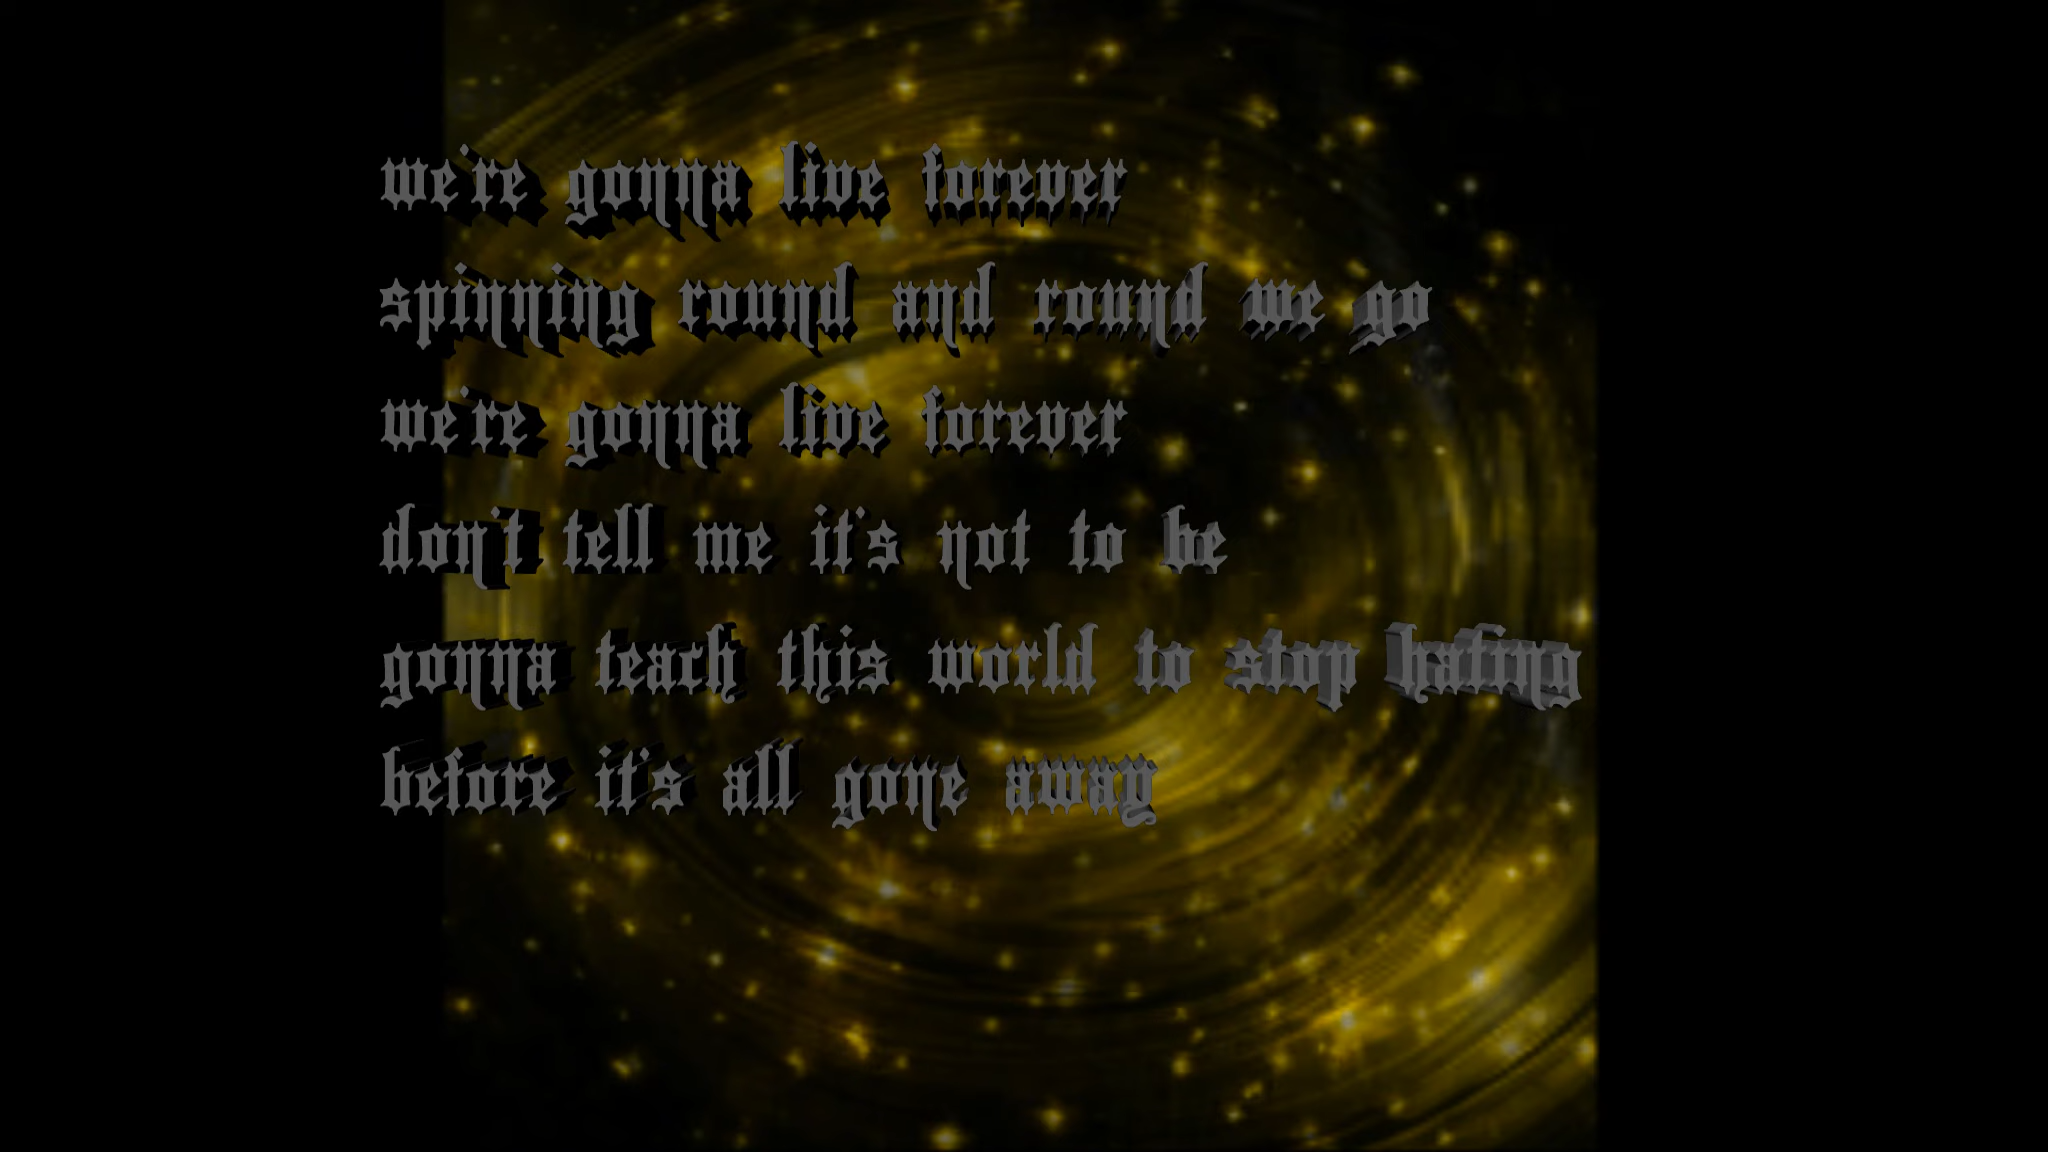 we're gonna live forever
spinning round and round we go
we're gonna live forever
don't tell me it's not to be
gonna teach this world to stop hating
before it's all gone away